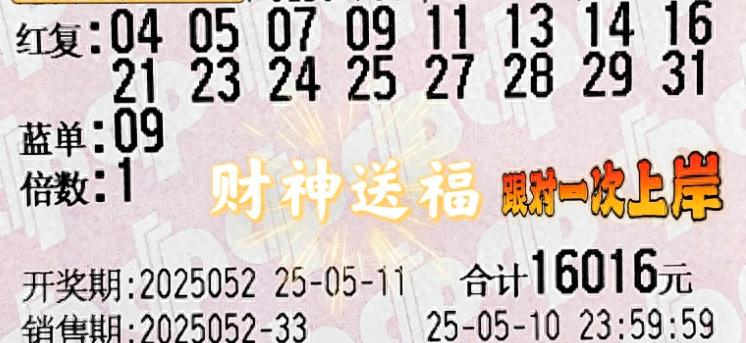 红复:04 05 07 09 11 13 14 16
21 23 24 25 27 28 29 31
蓝单:09
倍数:1
财神送福 跟对一次上岸
开奖期:2025052 25-05-11 合计16016元
销售期:2025052-33 25-05-10 23:59:59